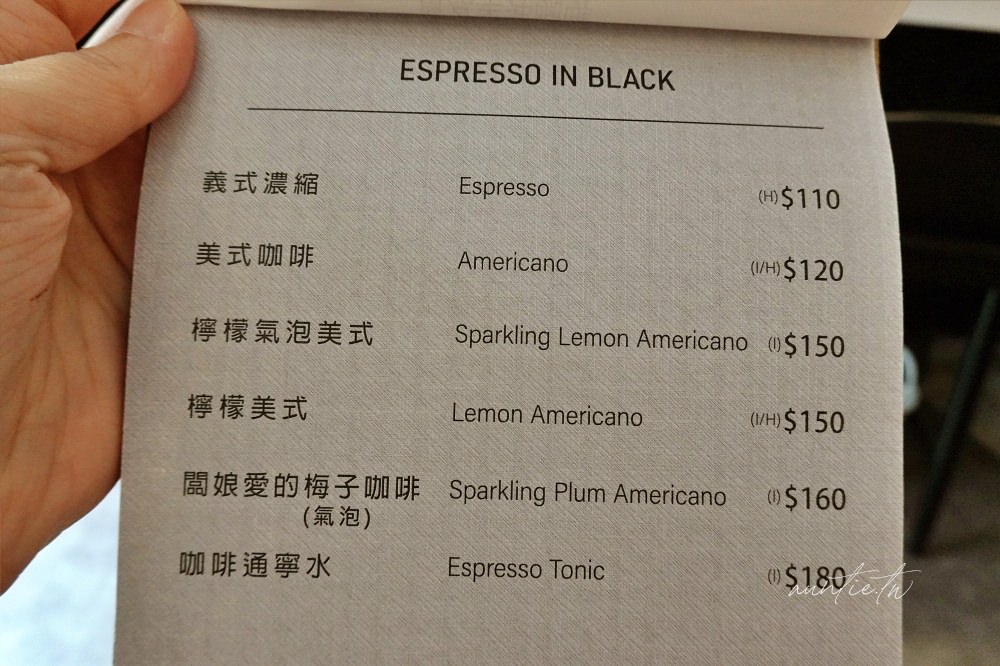 ESPRESSO IN BLACK
義式濃縮 Espresso (H)$110
美式咖啡 Americano (I/H)$120
檸檬氣泡美式 Sparkling Lemon Americano (I)$150
檸檬美式 Lemon Americano (I/H)$150
闆娘愛的梅子咖啡 Sparkling Plum Americano (I)$160
(氣泡)
咖啡通寧水 Espresso Tonic (I)$180
auntie.tw